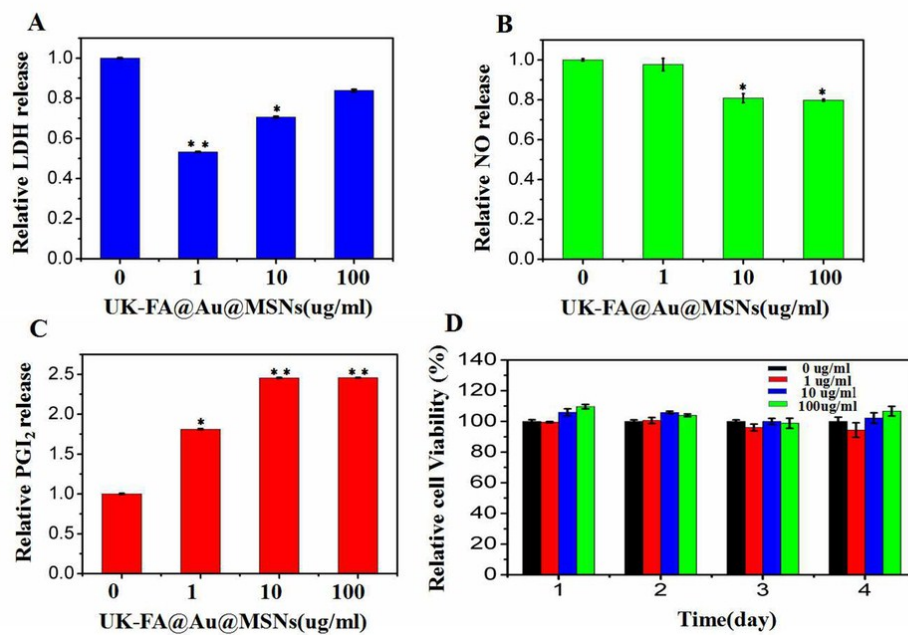 A
Relative LDH release
1.0
0.8
0.6
0.4
0.2
0.0
* *
*
0 1 10 100
UK-FA@Au@MSNs(ug/ml)
B
Relative NO release
1.0
0.8
0.6
0.4
0.2
0.0
*
*
0 1 10 100
UK-FA@Au@MSNs(ug/ml)
C
Relative PGI2 release
2.5
2.0
1.5
1.0
0.5
0.0
*
* *
* *
0 1 10 100
UK-FA@Au@MSNs(ug/ml)
D
Relative cell Viability (%)
140
120
100
80
60
40
20
0
0 ug/ml
1 ug/ml
10 ug/ml
100ug/ml
1 2 3 4
Time(day)